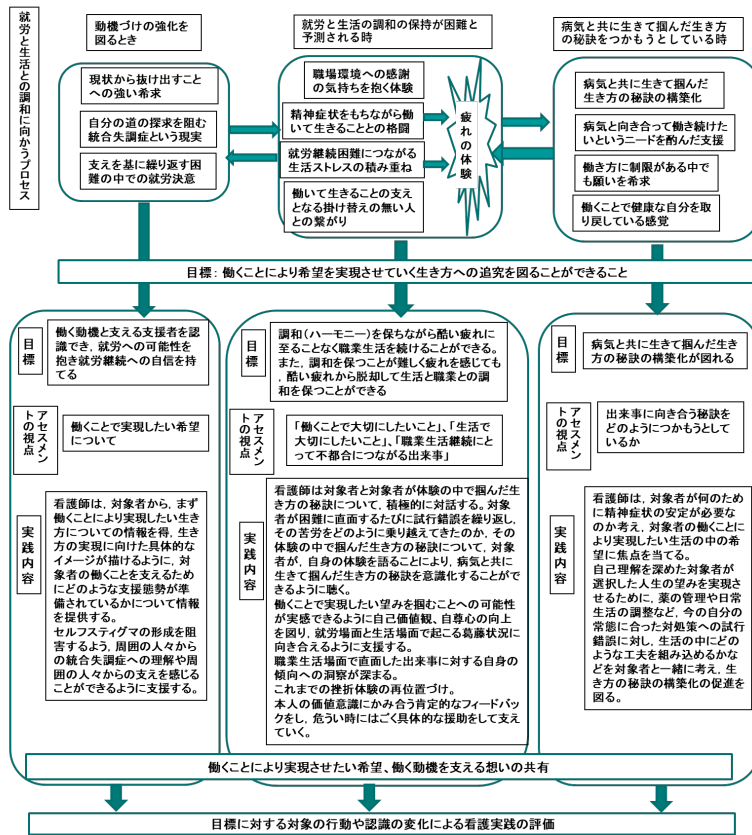 就労と生活との調和に向かうプロセス
動機づけの強化を
図るとき
現状から抜け出すこと
への強い希求
自分の道の探求を阻む
統合失調症という現実
支えを基に繰り返す困
難の中での就労決意
就労と生活の調和の保持が困難と
予測される時
職場環境への感謝
の気持ちを抱く体験
精神症状をもちながら
働いて生きることとの格闘
就労継続困難につながる
生活ストレスの積み重ね
働いて生きることの支え
となる掛け替えの無い人
との繋がり
疲れの体験
病気と共に生きて掴んだ生き方
の秘訣をつかもうとしている時
病気と共に生きて掴んだ
生き方の秘訣の構築化
病気と向き合って働き続けた
いというニードを酌んだ支援
働き方に制限がある中で
も願いを希求
働くことで健康な自分を取
り戻している感覚
目標：働くことにより希望を実現させていく生き方への追究を図ることができること
目標
働く動機と支える支援者を認
識でき，就労への可能性を
抱き就労継続への自信を持
てる
アセスメン
トの視点
働くことで実現したい希望
について
実践内容
看護師は，対象者から，まず
働くことにより実現したい生き
方についての情報を得，生き
方の実現に向けた具体的な
イメージが描けるように，対
象者の働くことを支えるため
にどのような支援態勢が準
備されているかについて情報
を提供する。
セルフスティグマの形成を阻
害するよう，周囲の人々から
の統合失調症への理解や周
囲の人々からの支えを感じる
ことができるように支援する。
目標
調和（ハーモニー）を保ちながら酷い疲れに
至ることなく職業生活を続けることができる。
また，調和を保つことが難しく疲れを感じても
，酷い疲れから脱却して生活と職業との調
和を保つことができる
アセスメン
トの視点
「働くことで大切にしたいこと」、「生活で
大切にしたいこと」、「職業生活継続にとっ
て不都合につながる出来事」
実践内容
看護師は対象者と対象者が体験の中で掴んだ生き
方の秘訣について，積極的に対話する。対象
者が困難に直面するたびに試行錯誤を繰り返し，
その苦労をどのように乗り越えてきたのか，その
体験の中で掴んだ生き方の秘訣について，対象
者が，自身の体験を語ることにより，病気と共に
生きて掴んだ生き方の秘訣を意識化することがで
きるように聴く。
働くことで実現したい望みを掴むことへの可能性
が実感できるように自己価値観、自尊心の向上
を図り，就労場面と生活場面で起こる葛藤状況に
向き合えるように支援する。
職業生活場面で直面した出来事に対する自身の
傾向への洞察が深まる。
これまでの挫折体験の再位置づけ。
本人の価値意識にかみ合う肯定的なフィードバッ
クをし，危うい時にはごく具体的な援助をして支え
ていく。
目標
病気と共に生きて掴んだ生き
方の秘訣の構築化が図れる
アセスメン
トの視点
出来事に向き合う秘訣を
どのようにつかもうとして
いるか
実践内容
看護師は，対象者が何のため
に精神症状の安定が必要な
のか考え，対象者の働くことによ
り実現したい生活の中の希
望に焦点を当てる。
自己理解を深めた対象者が
選択した人生の望みを実現さ
せるために，薬の管理や日常
生活の調整など，今の自分の
常態に合った対処策への試
行錯誤に対し，生活の中にどの
ような工夫を組み込めるかな
どを対象者と一緒に考え，生
き方の秘訣の構築化の促進を
図る。
働くことにより実現させたい希望、働く動機を支える想いの共有
目標に対する対象の行動や認識の変化による看護実践の評価